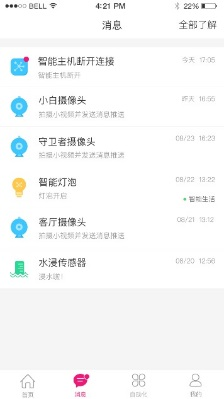 BELL 4:21 PM 22%
消息 全部了解
智能主机断开连接 今天 17:06
智能主机断开
小白摄像头 昨天 16:56
拍摄小视频并发送消息推送
守卫者摄像头 08/23 16:23
拍摄小视频并发送消息推送
智能灯泡 08/22 13:22
灯泡开启 智能生活
客厅摄像头 08/21 13:12
拍摄小视频并发送消息推送
水浸传感器 08/20 12:56
浸水啦!
首页 消息 自动化 我的